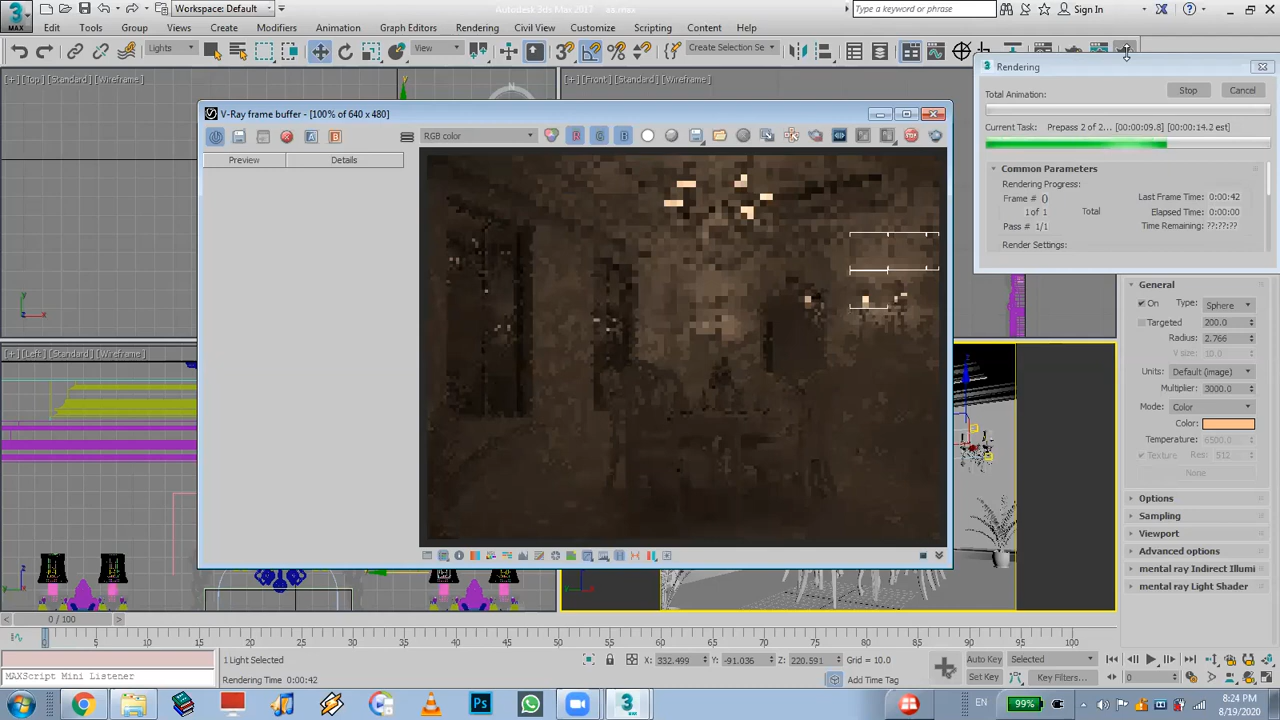 MAX
Workspace: Default
Autodesk 3ds Max 2017
Type a keyword or phrase
Sign In
Edit Tools Group Views Create Modifiers Animation Graph Editors Rendering Civil View Customize Scripting Content Help
Lights
View
Create Selection Se
[+] [Top] [Standard] [Wireframe]
[+] [Front] [Standard] [Wireframe]
V-Ray frame buffer - [100% of 640 x 480]
RGB color
Preview
Details
Rendering
Total Animation:
Stop
Cancel
Current Task: Prepass 2 of 2... [00:00:09.8] [00:00:14.2 est]
Common Parameters
Rendering Progress:
Frame # 0
Last Frame Time: 0:00:42
1 of 1 Total
Elapsed Time: 0:00:00
Pass # 1/1
Time Remaining: ??:??:??
Render Settings:
General
On Type: Sphere
Targeted 200.0
Radius: 2.766
V size: 10.0
Units: Default (image)
Multiplier: 3000.0
Mode: Color
Color:
Temperature: 6500.0
Texture Res: 512
None
Options
Sampling
Viewport
Advanced options
mental ray Indirect Illumi
mental ray Light Shader
[+] [Left] [Standard] [Wireframe]
0 / 100
0 5 10 15 20 25 30 35 40 45 50 55 60 65 70 75 80 85 90 95 100
1 Light Selected
X: 332.499 Y: -91.036 Z: 220.591 Grid = 10.0
Auto Key
Selected
MAXScript Mini Listener
Rendering Time 0:00:42
Add Time Tag
Set Key
Key Filters...
0
Ps
3
MAX
EN
99%
8:24 PM
8/19/2020